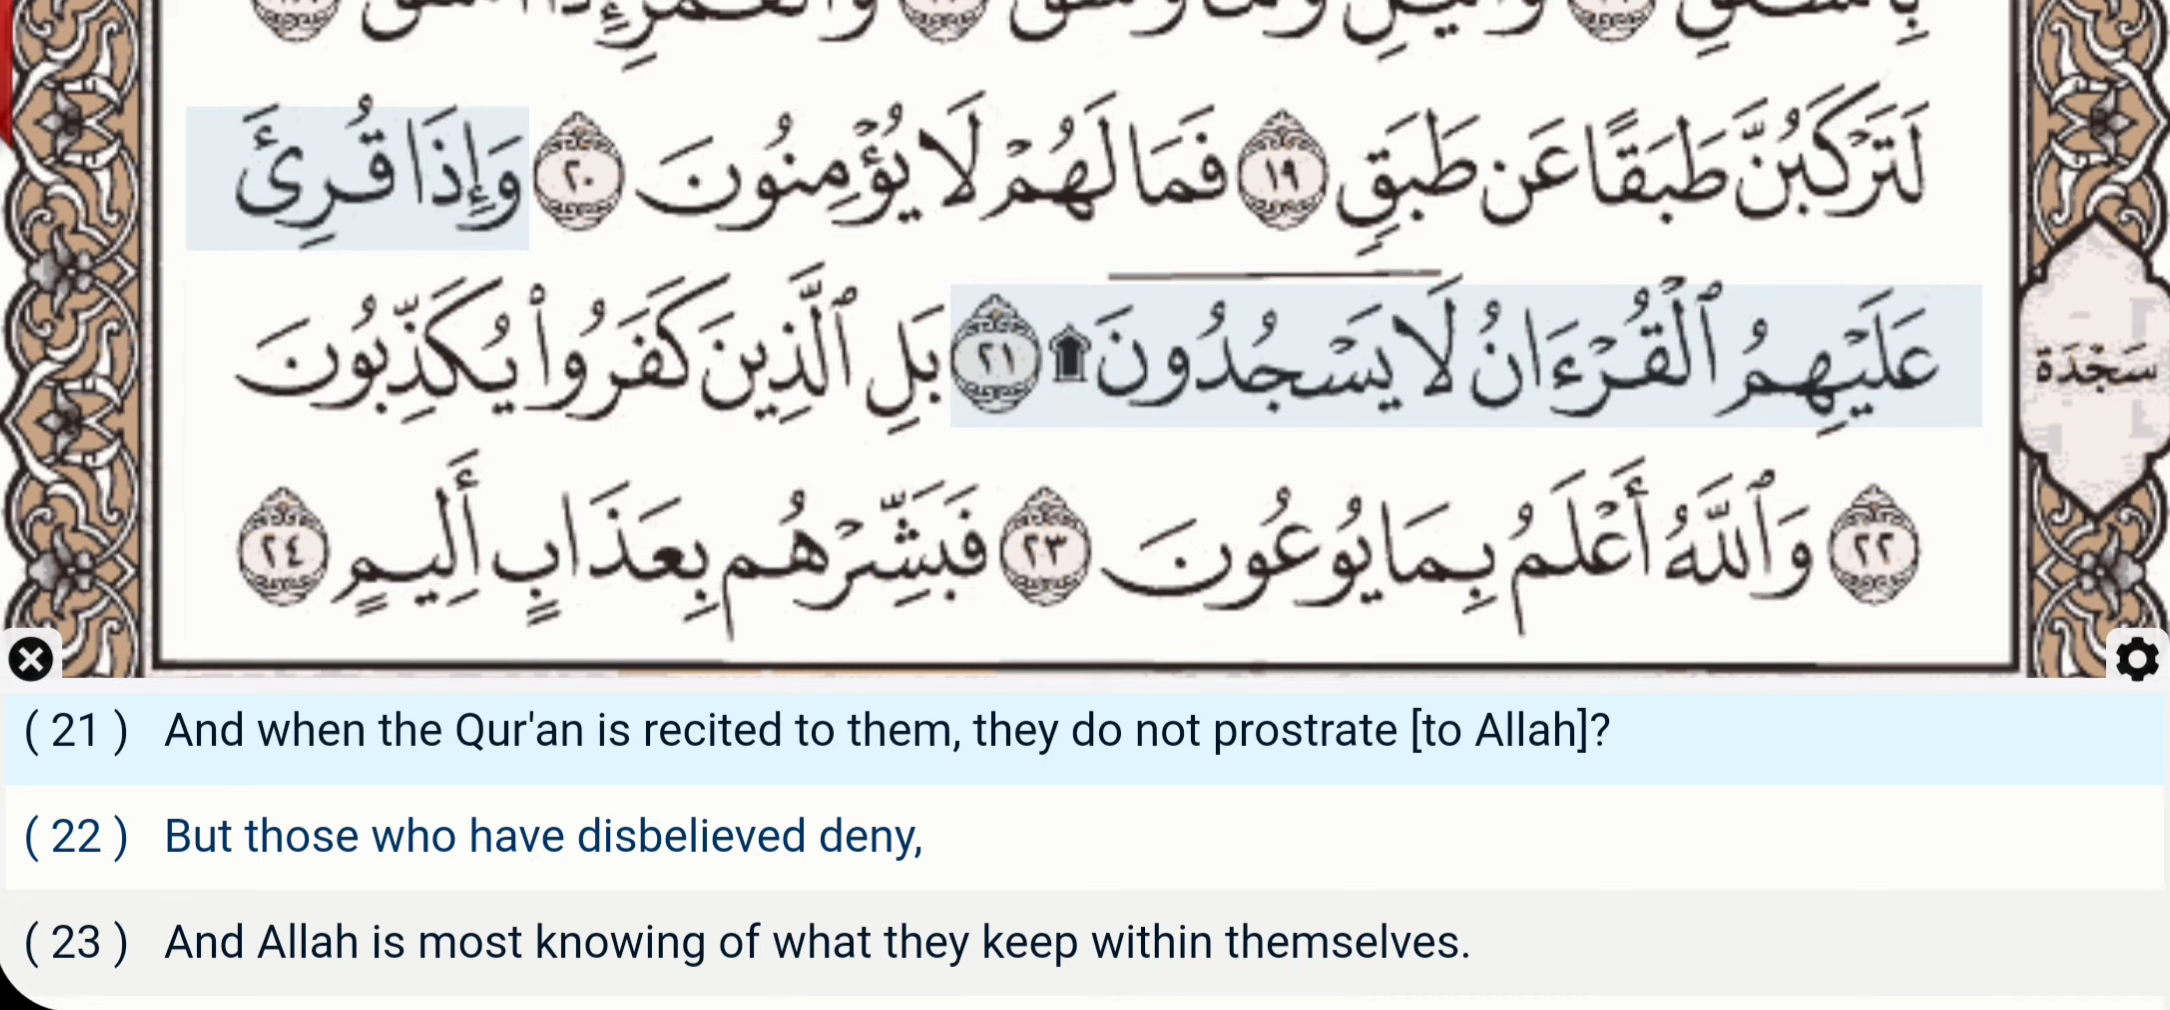 لَتَرْكَبُنَّ طَبَقًا عَن طَبَقٍ ١٩ فَمَا لَهُمْ لَا يُؤْمِنُونَ ٢٠ وَإِذَا قُرِئَ
عَلَيْهِمُ ٱلْقُرْءَانُ لَا يَسْجُدُونَ ۩ ٢١ بَلِ ٱلَّذِينَ كَفَرُوا۟ يُكَذِّبُونَ
سَجْدَة
٢٢ وَٱللَّهُ أَعْلَمُ بِمَا يُوعُونَ ٢٣ فَبَشِّرْهُم بِعَذَابٍ أَلِيمٍ ٢٤
( 21 ) And when the Qur'an is recited to them, they do not prostrate [to Allah]?
( 22 ) But those who have disbelieved deny,
( 23 ) And Allah is most knowing of what they keep within themselves.